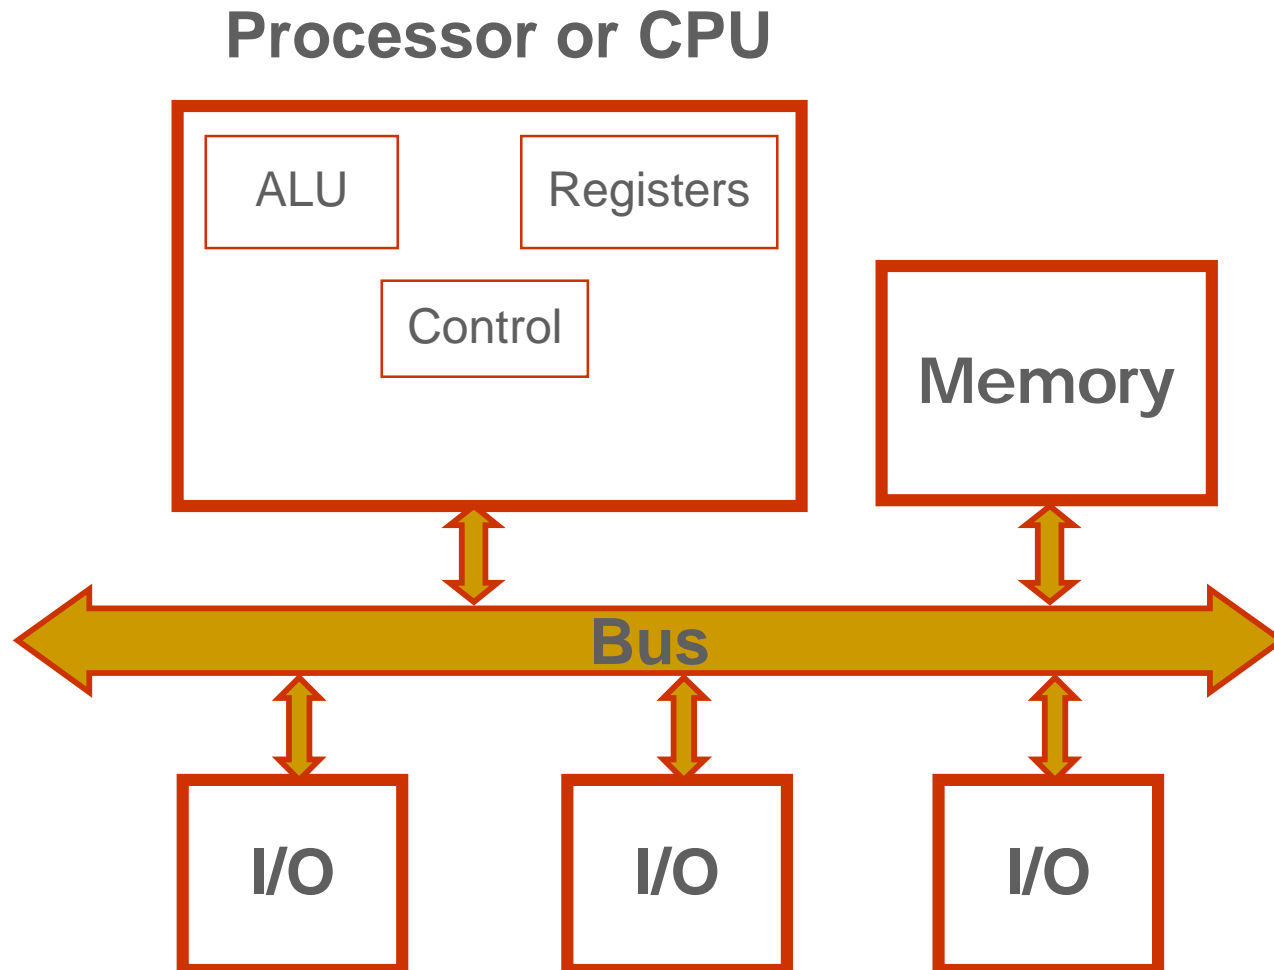 Processor or CPU
ALU
Registers
Control
Memory
Bus
I/O
I/O
I/O